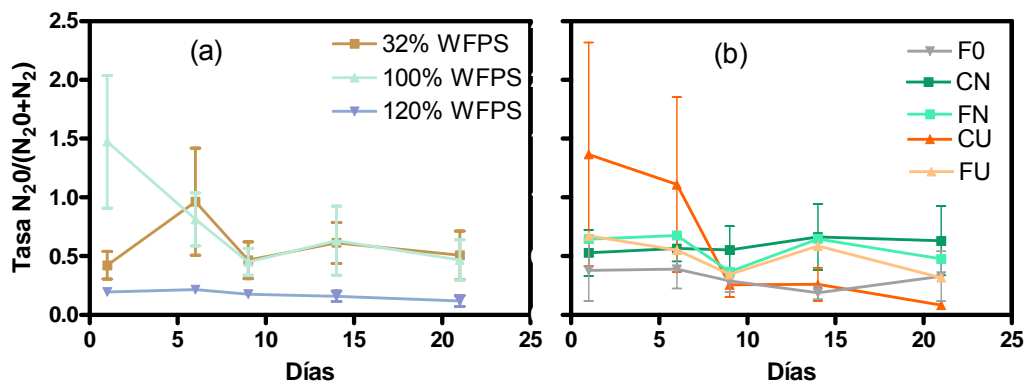 Tasa N₂0/(N₂0+N₂)
2.5
2.0
1.5
1.0
0.5
0.0
(a)
32% WFPS
100% WFPS
120% WFPS
0 5 10 15 20 25
Días
(b)
F0
CN
FN
CU
FU
0 5 10 15 20 25
Días